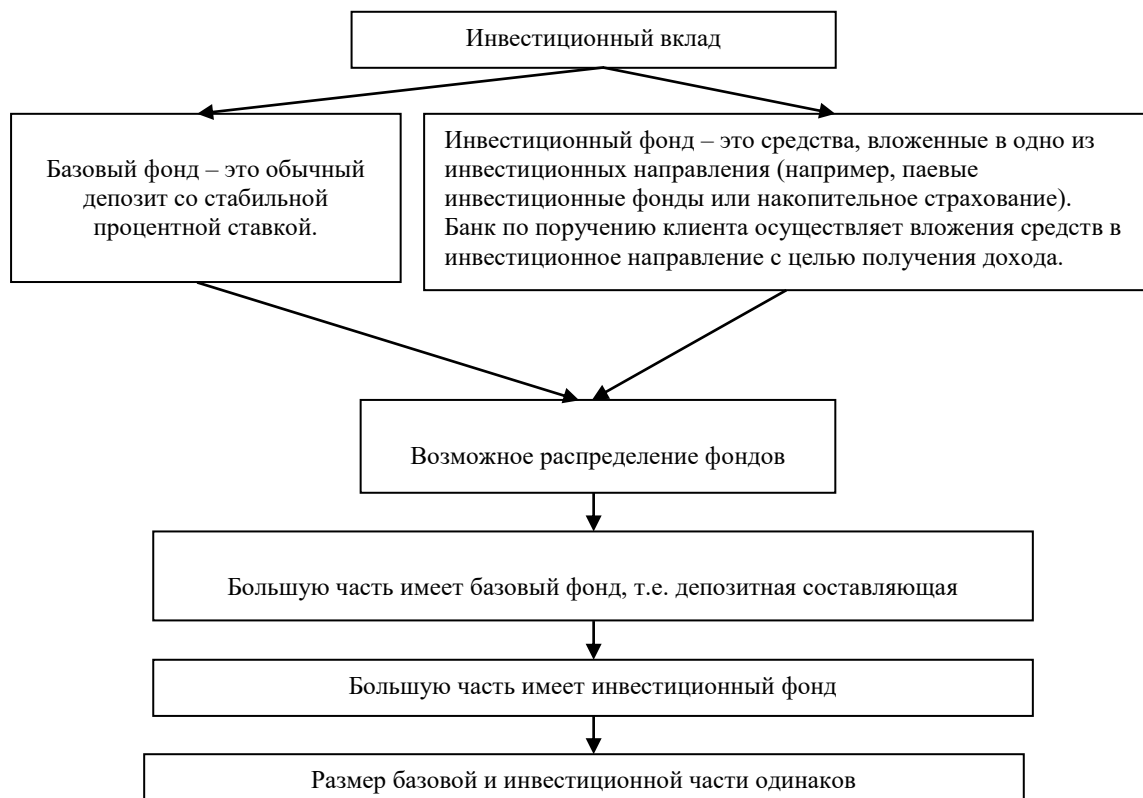 Инвестиционный вклад
Базовый фонд – это обычный
депозит со стабильной
процентной ставкой.
Инвестиционный фонд – это средства, вложенные в одно из
инвестиционных направления (например, паевые
инвестиционные фонды или накопительное страхование).
Банк по поручению клиента осуществляет вложения средств в
инвестиционное направление с целью получения дохода.
Возможное распределение фондов
Большую часть имеет базовый фонд, т.е. депозитная составляющая
Большую часть имеет инвестиционный фонд
Размер базовой и инвестиционной части одинаков